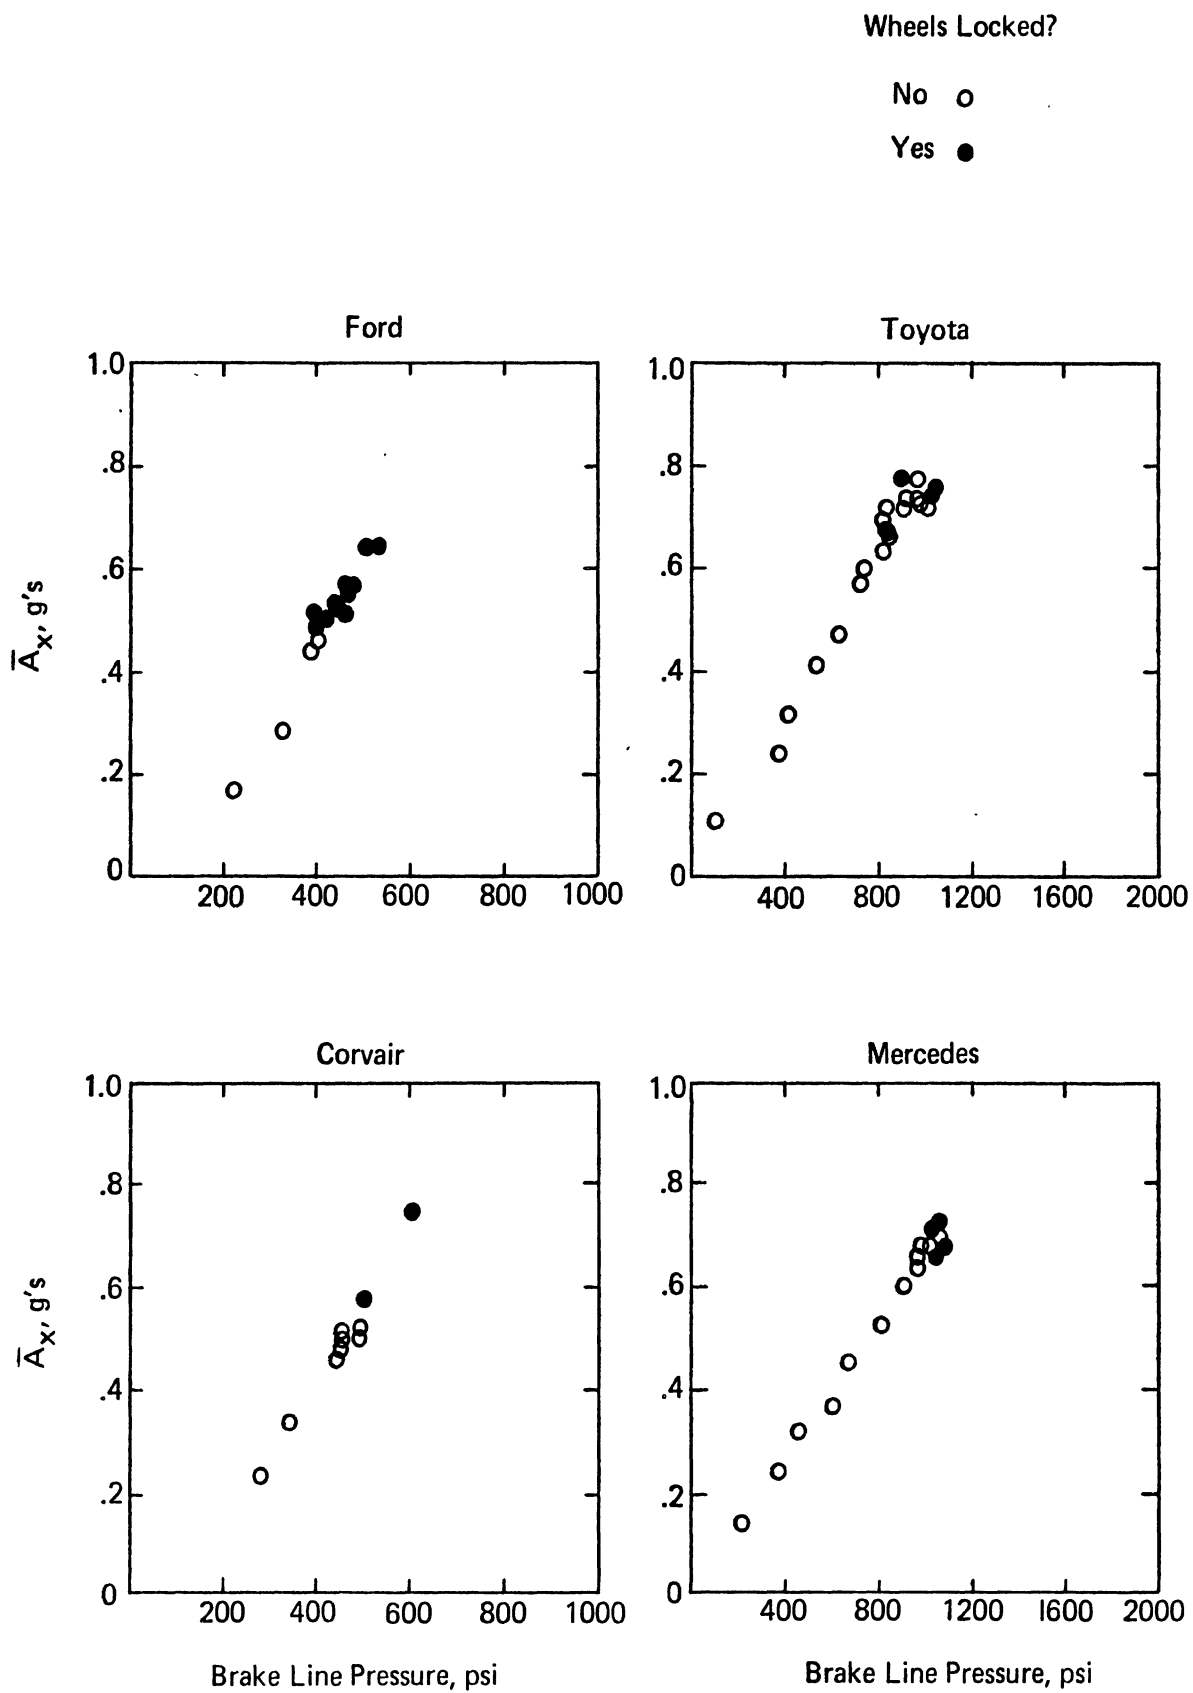 Wheels Locked?
No
Yes
Ford
1.0
.8
.6
.4
.2
0
200 400 600 800 1000
A̅x, g's
Toyota
1.0
.8
.6
.4
.2
0
400 800 1200 1600 2000
Corvair
1.0
.8
.6
.4
.2
0
200 400 600 800 1000
A̅x, g's
Brake Line Pressure, psi
Mercedes
1.0
.8
.6
.4
.2
0
400 800 1200 1600 2000
Brake Line Pressure, psi